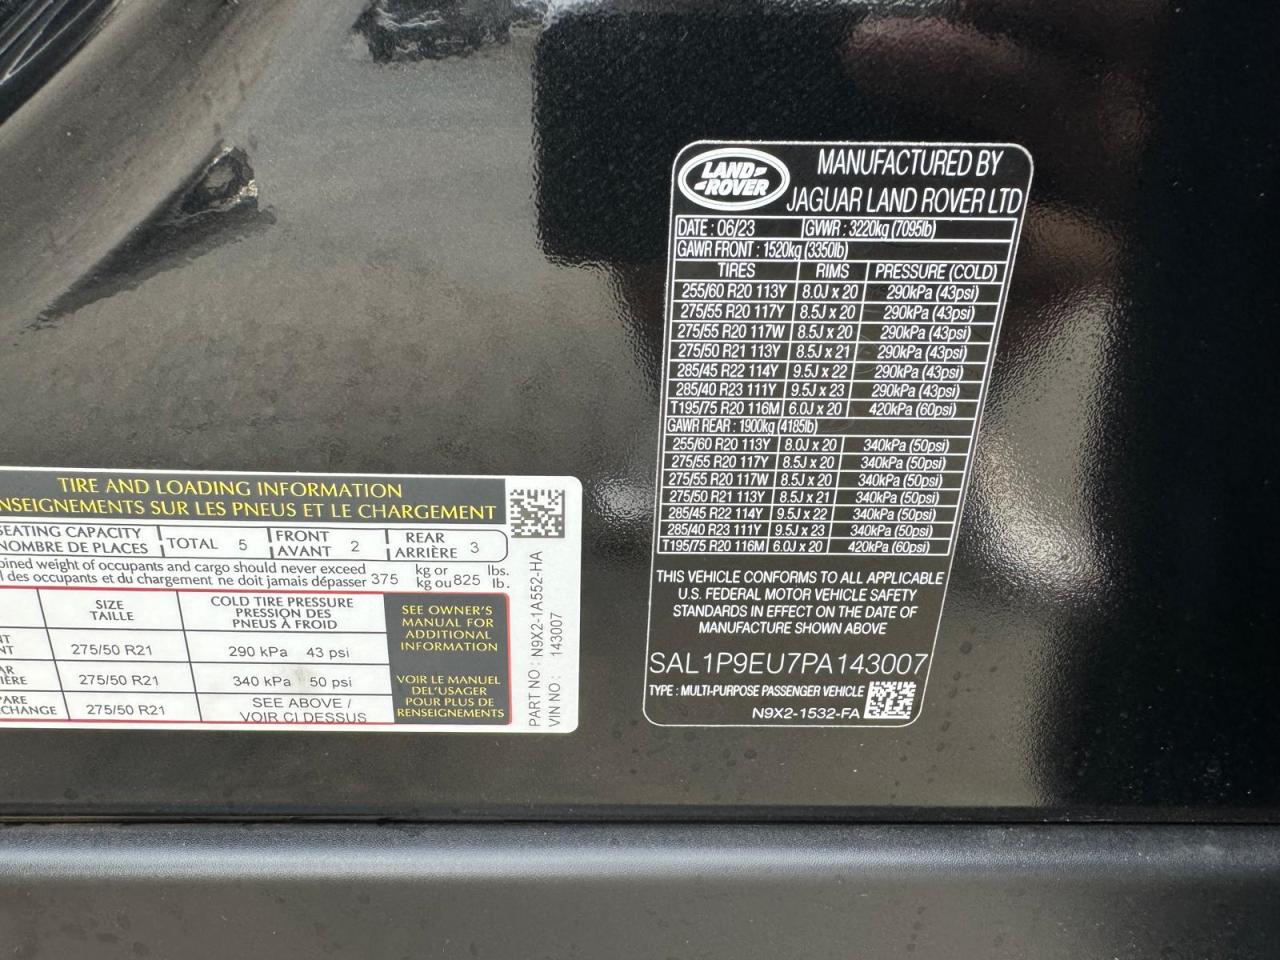 LAND-
-ROVER
MANUFACTURED BY
JAGUAR LAND ROVER LTD
DATE : 06/23 GVWR : 3220kg (7095lb)
GAWR FRONT : 1520kg (3350lb)
TIRES RIMS PRESSURE (COLD)
255/60 R20 113Y 8.0J x 20 290kPa (43psi)
275/55 R20 117Y 8.5J x 20 290kPa (43psi)
275/55 R20 117W 8.5J x 20 290kPa (43psi)
275/50 R21 113Y 8.5J x 21 290kPa (43psi)
285/45 R22 114Y 9.5J x 22 290kPa (43psi)
285/40 R23 111Y 9.5J x 23 290kPa (43psi)
T195/75 R20 116M 6.0J x 20 420kPa (60psi)
GAWR REAR : 1900kg (4185lb)
255/60 R20 113Y 8.0J x 20 340kPa (50psi)
275/55 R20 117Y 8.5J x 20 340kPa (50psi)
275/55 R20 117W 8.5J x 20 340kPa (50psi)
275/50 R21 113Y 8.5J x 21 340kPa (50psi)
285/45 R22 114Y 9.5J x 22 340kPa (50psi)
285/40 R23 111Y 9.5J x 23 340kPa (50psi)
T195/75 R20 116M 6.0J x 20 420kPa (60psi)
THIS VEHICLE CONFORMS TO ALL APPLICABLE
U.S. FEDERAL MOTOR VEHICLE SAFETY
STANDARDS IN EFFECT ON THE DATE OF
MANUFACTURE SHOWN ABOVE
SAL1P9EU7PA143007
TYPE : MULTI-PURPOSE PASSENGER VEHICLE
N9X2-1532-FA
TIRE AND LOADING INFORMATION
NSEIGNEMENTS SUR LES PNEUS ET LE CHARGEMENT
SEATING CAPACITY
NOMBRE DE PLACES
TOTAL 5
FRONT
AVANT 2
REAR
ARRIÈRE 3
bined weight of occupants and cargo should never exceed
l des occupants et du chargement ne doit jamais dépasser
375 kg or
kg ou 825 lbs.
lb.
SIZE
TAILLE
COLD TIRE PRESSURE
PRESSION DES
PNEUS À FROID
NT
NT
275/50 R21 290 kPa 43 psi
AR
RE
275/50 R21 340 kPa 50 psi
PARE
CHANGE
275/50 R21
SEE ABOVE /
VOIR CI DESSUS
SEE OWNER'S
MANUAL FOR
ADDITIONAL
INFORMATION
VOIR LE MANUEL
DEL'USAGER
POUR PLUS DE
RENSEIGNEMENTS
PART NO : N9X2-1A552-HA
VIN NO : 143007